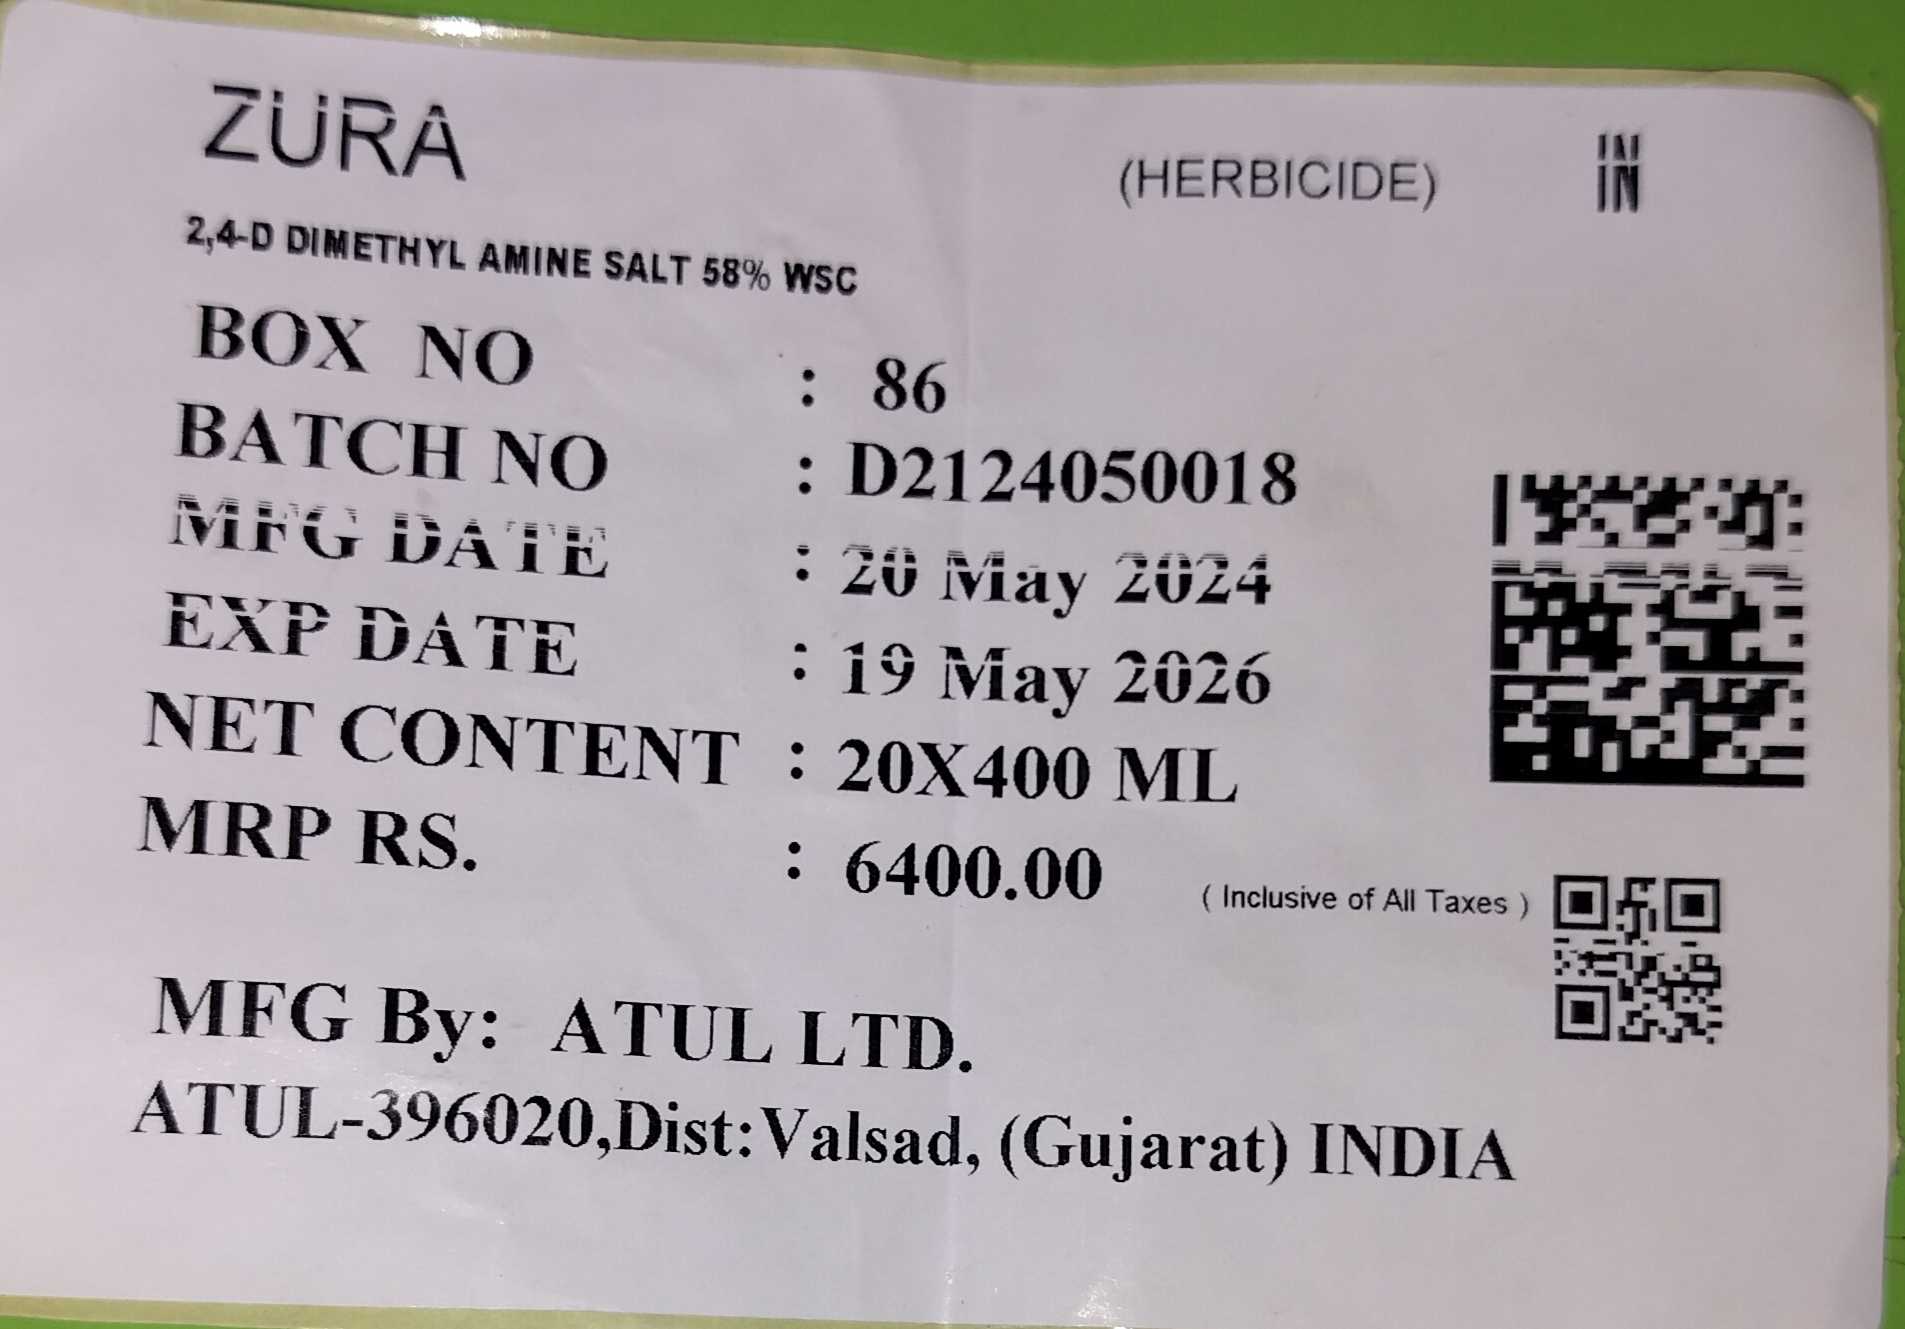 ZURA
(HERBICIDE)
IN
2,4-D DIMETHYL AMINE SALT 58% WSC
BOX NO : 86
BATCH NO : D2124050018
MFG DATE : 20 May 2024
EXP DATE : 19 May 2026
NET CONTENT : 20X400 ML
MRP RS. : 6400.00 ( Inclusive of All Taxes )
MFG By: ATUL LTD.
ATUL-396020,Dist:Valsad, (Gujarat) INDIA